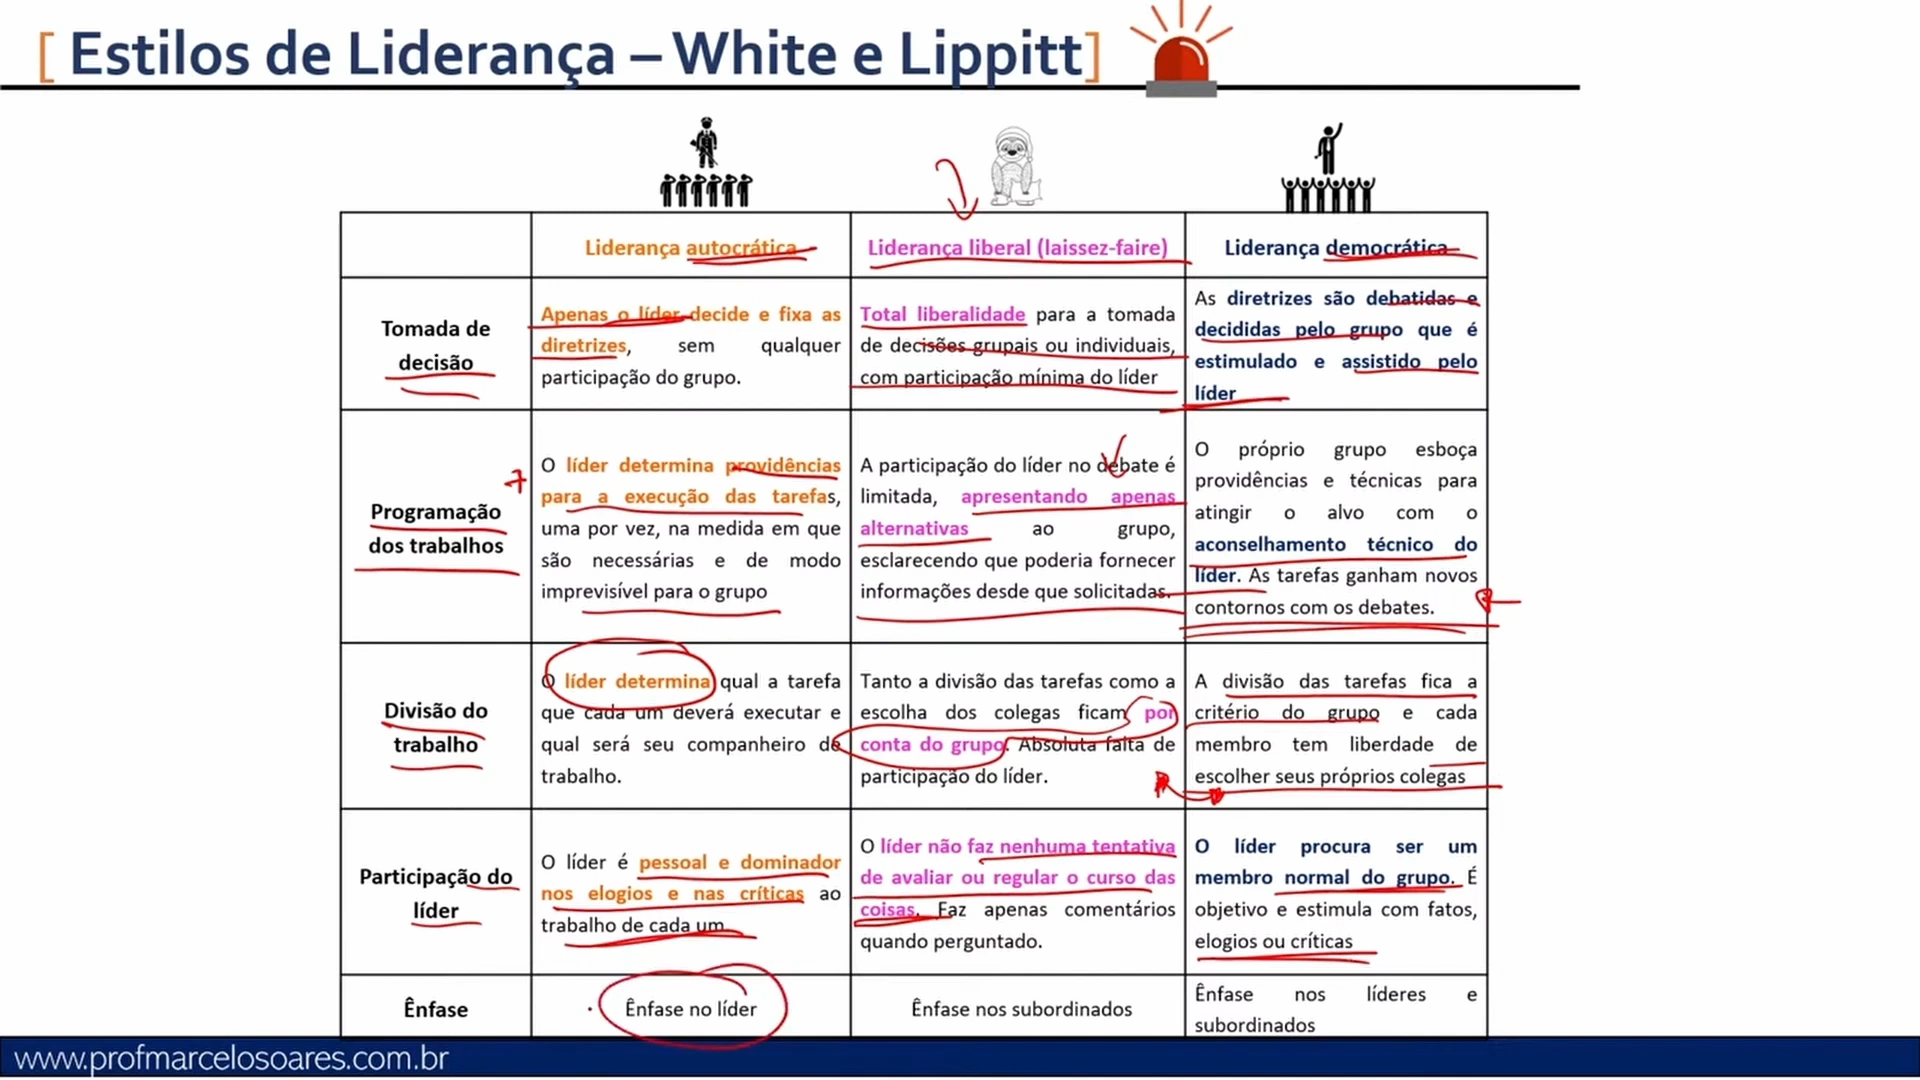 [ Estilos de Liderança – White e Lippitt]
Liderança autocrática
Liderança liberal (laissez-faire)
Liderança democrática
Tomada de
decisão
Apenas o líder decide e fixa as
diretrizes, sem qualquer
participação do grupo.
Total liberalidade para a tomada
de decisões grupais ou individuais,
com participação mínima do líder
As diretrizes são debatidas e
decididas pelo grupo que é
estimulado e assistido pelo
líder
Programação
dos trabalhos
O líder determina providências
para a execução das tarefas,
uma por vez, na medida em que
são necessárias e de modo
imprevisível para o grupo
A participação do líder no debate é
limitada, apresentando apenas
alternativas ao grupo,
esclarecendo que poderia fornecer
informações desde que solicitadas.
O próprio grupo esboça
providências e técnicas para
atingir o alvo com o
aconselhamento técnico do
líder. As tarefas ganham novos
contornos com os debates.
Divisão do
trabalho
O líder determina qual a tarefa
que cada um deverá executar e
qual será seu companheiro de
trabalho.
Tanto a divisão das tarefas como a
escolha dos colegas ficam por
conta do grupo. Absoluta falta de
participação do líder.
A divisão das tarefas fica a
critério do grupo e cada
membro tem liberdade de
escolher seus próprios colegas
Participação do
líder
O líder é pessoal e dominador
nos elogios e nas críticas ao
trabalho de cada um
O líder não faz nenhuma tentativa
de avaliar ou regular o curso das
coisas. Faz apenas comentários
quando perguntado.
O líder procura ser um
membro normal do grupo. É
objetivo e estimula com fatos,
elogios ou críticas
Ênfase
Ênfase no líder
Ênfase nos subordinados
Ênfase nos líderes e
subordinados
www.profmarcelosoares.com.br